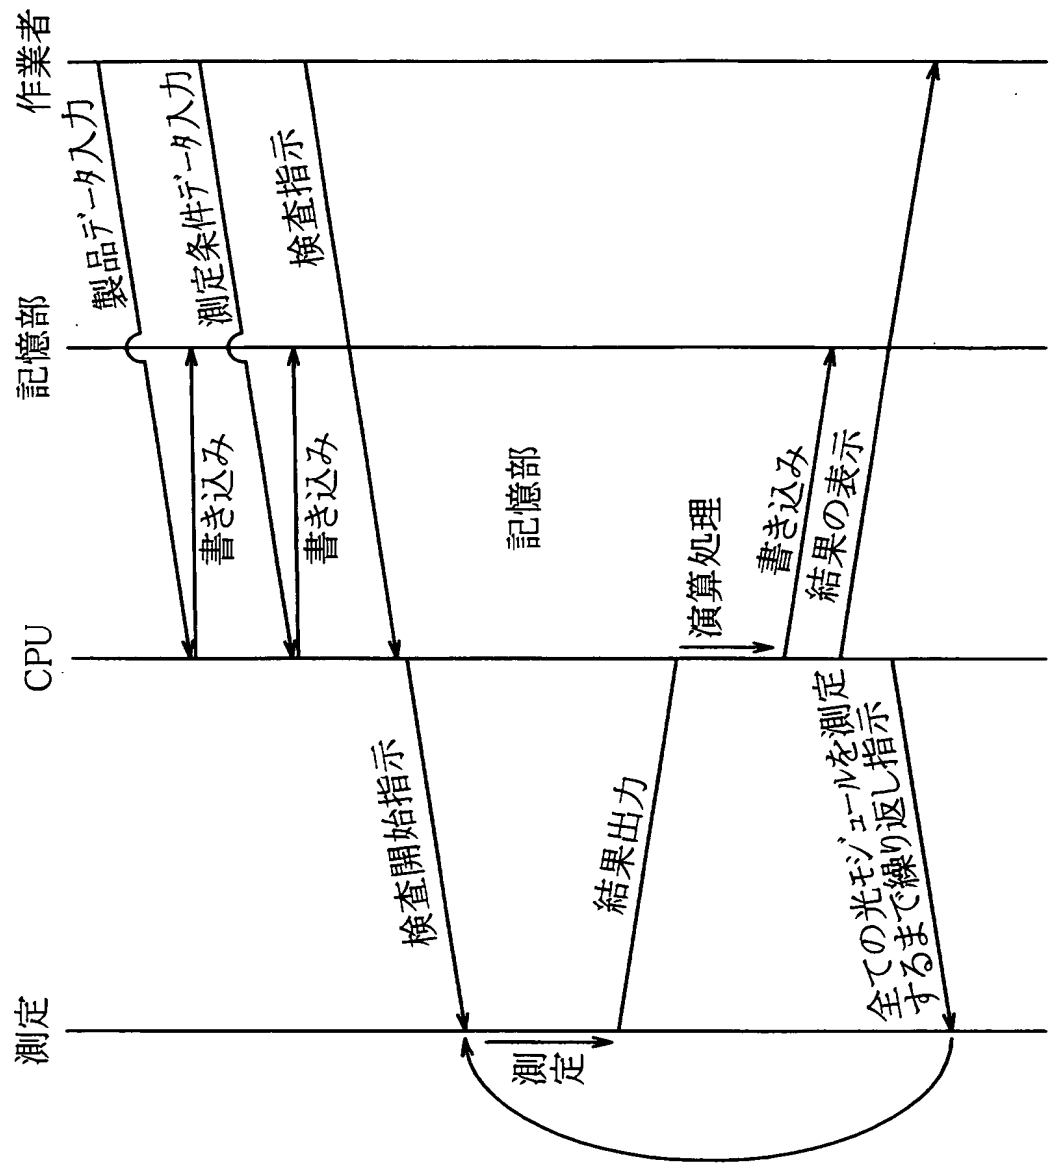 測定
CPU
記憶部
作業者
製品データ入力
書き込み
測定条件データ入力
書き込み
検査指示
検査開始指示
測定
記憶部
結果出力
演算処理
書き込み
結果の表示
全ての光モジュールを測定
するまで繰り返し指示